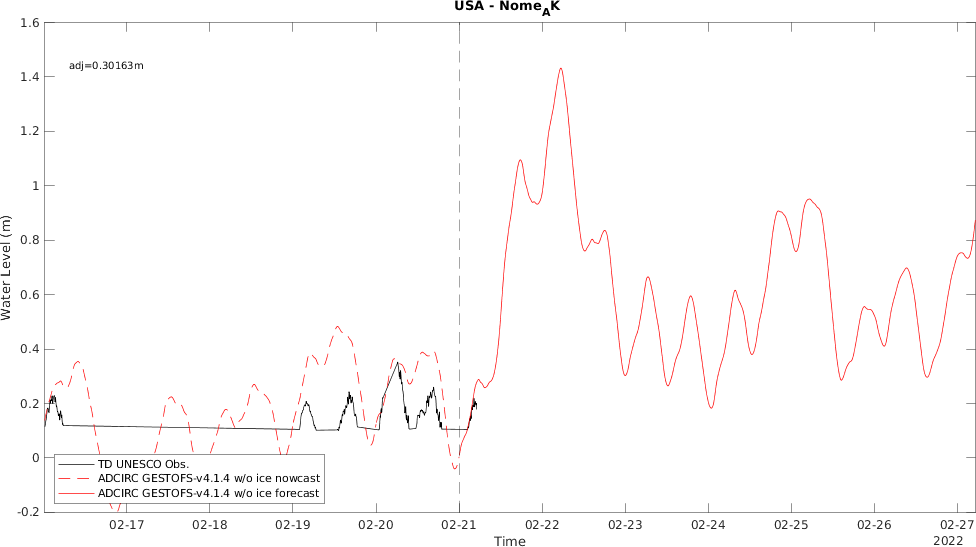 USA - Nome_AK
adj=0.30163m
1.6
1.4
1.2
1
0.8
0.6
0.4
0.2
0
-0.2
Water Level (m)
TD UNESCO Obs.
ADCIRC GESTOFS-v4.1.4 w/o ice nowcast
ADCIRC GESTOFS-v4.1.4 w/o ice forecast
02-17 02-18 02-19 02-20 02-21 02-22 02-23 02-24 02-25 02-26 02-27
Time
2022